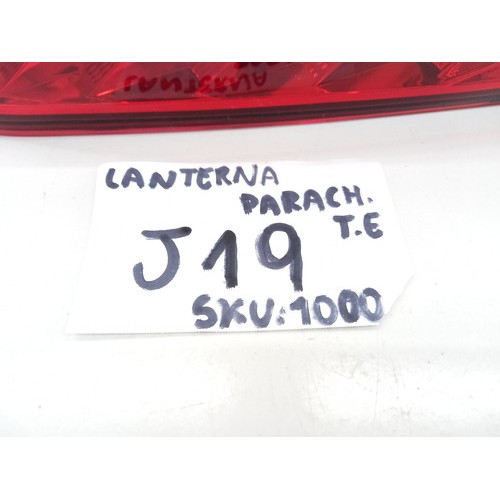 LANTERNA
PARACH.
T.E
J19
SKU:1000